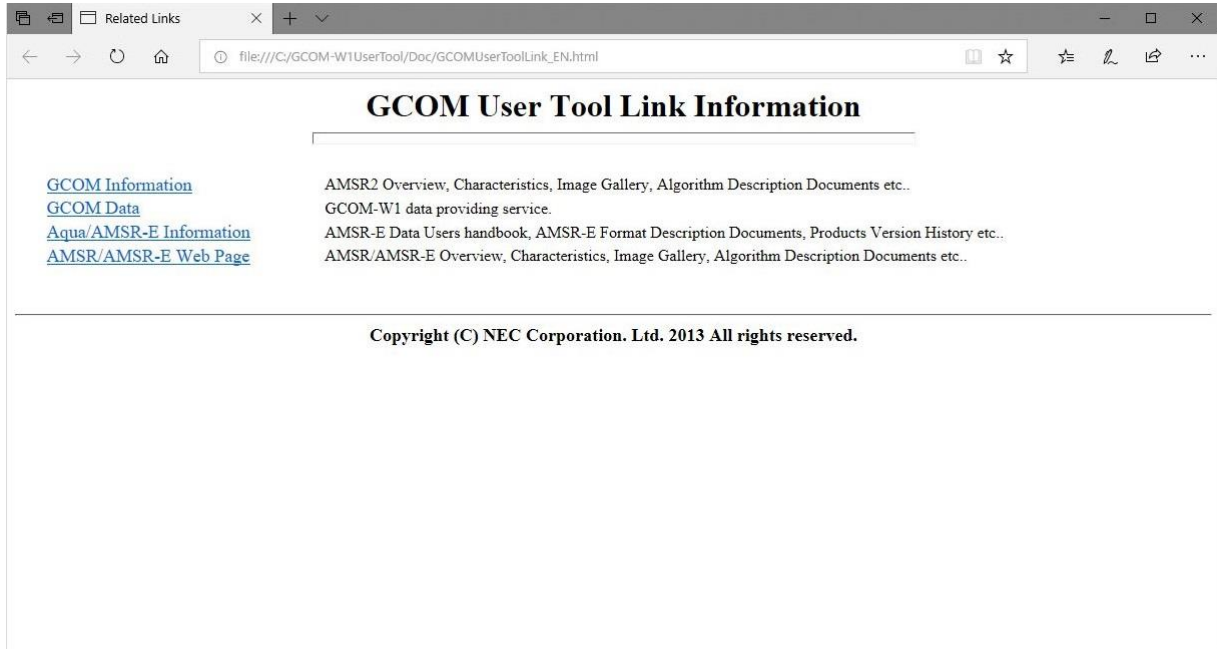 Related Links
file:///C:/GCOM-W1UserTool/Doc/GCOMUserToolLink_EN.html
GCOM User Tool Link Information
GCOM Information AMSR2 Overview, Characteristics, Image Gallery, Algorithm Description Documents etc..
GCOM Data GCOM-W1 data providing service.
Aqua/AMSR-E Information AMSR-E Data Users handbook, AMSR-E Format Description Documents, Products Version History etc..
AMSR/AMSR-E Web Page AMSR/AMSR-E Overview, Characteristics, Image Gallery, Algorithm Description Documents etc..
Copyright (C) NEC Corporation. Ltd. 2013 All rights reserved.